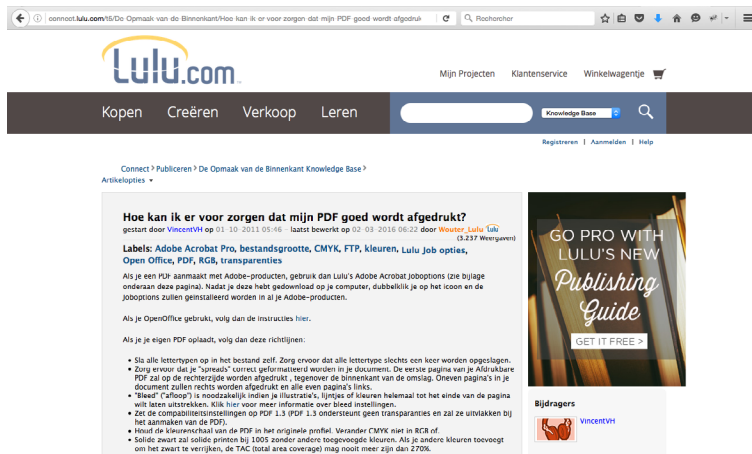 connect.lulu.com/t5/De Opmaak van de Binnenkant/Hoe kan ik er voor zorgen dat mijn PDF goed wordt afgedruk
Rechercher
Lulu.com
Mijn Projecten Klantenservice Winkelwagentje
Kopen Creëren Verkoop Leren
Knowledge Base
Registreren | Aanmelden | Help
Connect > Publiceren > De Opmaak van de Binnenkant Knowledge Base >
Artikelopties
Hoe kan ik er voor zorgen dat mijn PDF goed wordt afgedrukt?
gestart door VincentVH op 01-10-2011 05:46 - laatst bewerkt op 02-03-2016 06:22 door Wouter_Lulu Lulu
(3.237 Weergaven)
Labels: Adobe Acrobat Pro, bestandsgrootte, CMYK, FTP, kleuren, Lulu Job opties,
Open Office, PDF, RGB, transparenties
Als je een PDF aanmaakt met Adobe-producten, gebruik dan Lulu's Adobe Acrobat Joboptions (zie bijlage
onderaan deze pagina). Nadat je deze hebt gedownload op je computer, dubbelklik je op het icoon en de
Joboptions zullen geïnstalleerd worden in al je Adobe-producten.
Als je OpenOffice gebruikt, volg dan de instructies hier.
Als je je eigen PDF oplaadt, volg dan deze richtlijnen:
• Sla alle lettertypen op in het bestand zelf. Zorg ervoor dat alle lettertype slechts een keer worden opgeslagen.
• Zorg ervoor dat je "spreads" correct geformatteerd worden in je document. De eerste pagina van je Afdrukbare
PDF zal op de rechterzijde worden afgedrukt , tegenover de binnenkant van de omslag. Oneven pagina's in je
document zullen rechts worden afgedrukt en alle even pagina's links.
• "Bleed" ("afloop") is noodzakelijk indien je illustratie's, lijntjes of kleuren helemaal tot het einde van de pagina
wilt laten uitstrekken. Klik hier voor meer informatie over bleed instellingen.
• Zet de compabiliteitsinstellingen op PDF 1.3 (PDF 1.3 ondersteunt geen transparanties en zal ze uitvlakken bij
het aanmaken van de PDF).
• Houd de kleurenschaal van de PDF in het originele profiel. Verander CMYK niet in RGB of.
• Solide zwart zal solide printen bij 100% zonder andere toegevoegde kleuren. Als je andere kleuren toevoegt
om het zwart te verrijken, de TAC (total area coverage) mag nooit meer zijn dan 270%.
GO PRO WITH
LULU'S NEW
Publishing
Guide
GET IT FREE >
Bijdragers
VincentVH